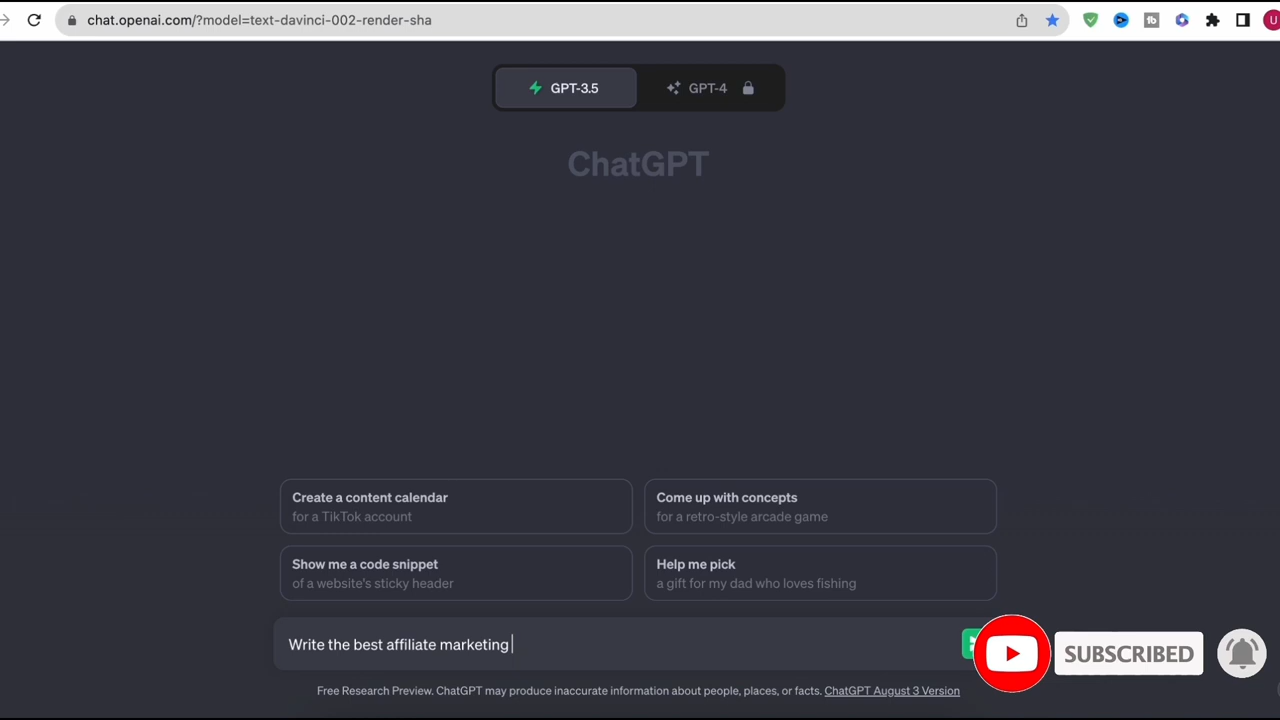 chat.openai.com/?model=text-davinci-002-render-sha
U
GPT-3.5
GPT-4
ChatGPT
Create a content calendar
for a TikTok account
Come up with concepts
for a retro-style arcade game
Show me a code snippet
of a website's sticky header
Help me pick
a gift for my dad who loves fishing
Write the best affiliate marketing
SUBSCRIBED
Free Research Preview. ChatGPT may produce inaccurate information about people, places, or facts. ChatGPT August 3 Version